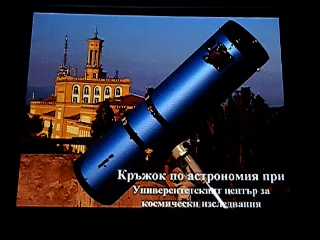 Кръжок по астрономия при
Университетският център за
космически изследвания